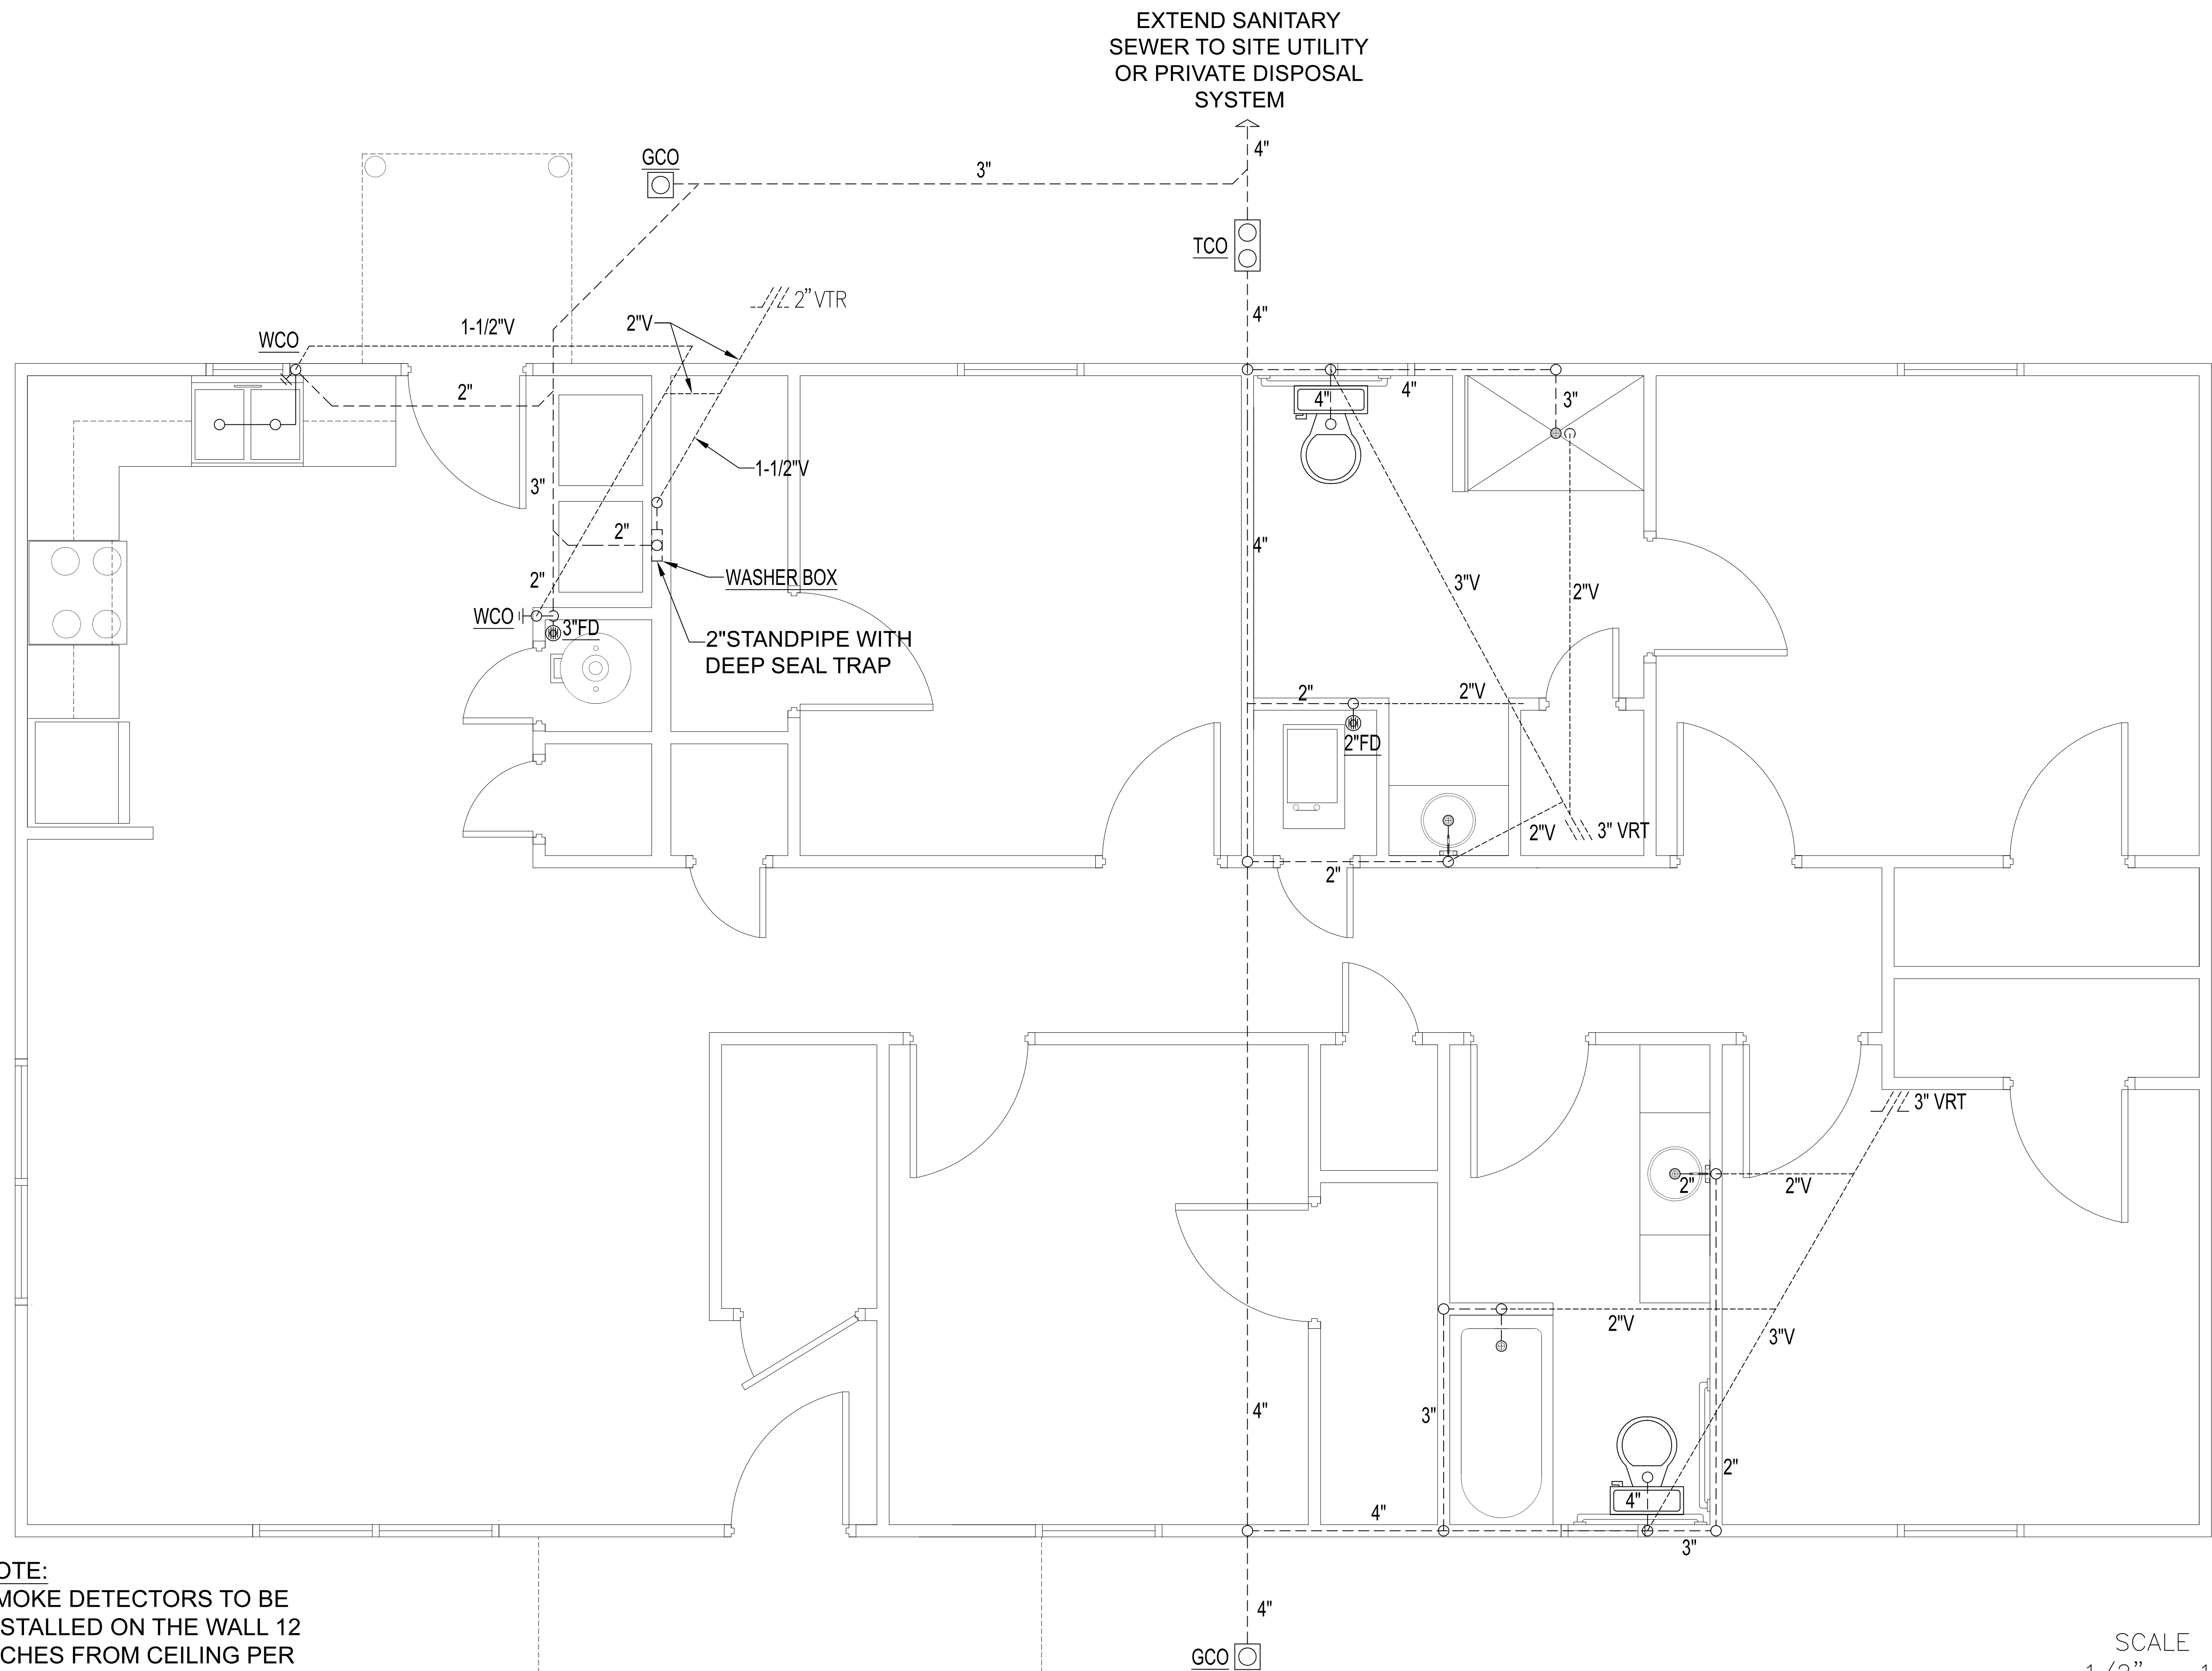 EXTEND SANITARY
SEWER TO SITE UTILITY
OR PRIVATE DISPOSAL
SYSTEM
4"
GCO
3"
TCO
2" VTR
4"
2"V
1-1/2"V
WCO
2"
4"
4"
3"
1-1/2"V
3"
2"
4"
WASHER BOX
2"
3"V
2"V
WCO
3"FD
2"STANDPIPE WITH
DEEP SEAL TRAP
2"
2"V
2"FD
2"V
3" VRT
2"
3" VRT
2"
2"V
2"V
3"V
4"
3"
2"
4"
4"
3"
OTE:
MOKE DETECTORS TO BE
STALLED ON THE WALL 12
CHES FROM CEILING PER
4"
GCO
SCALE